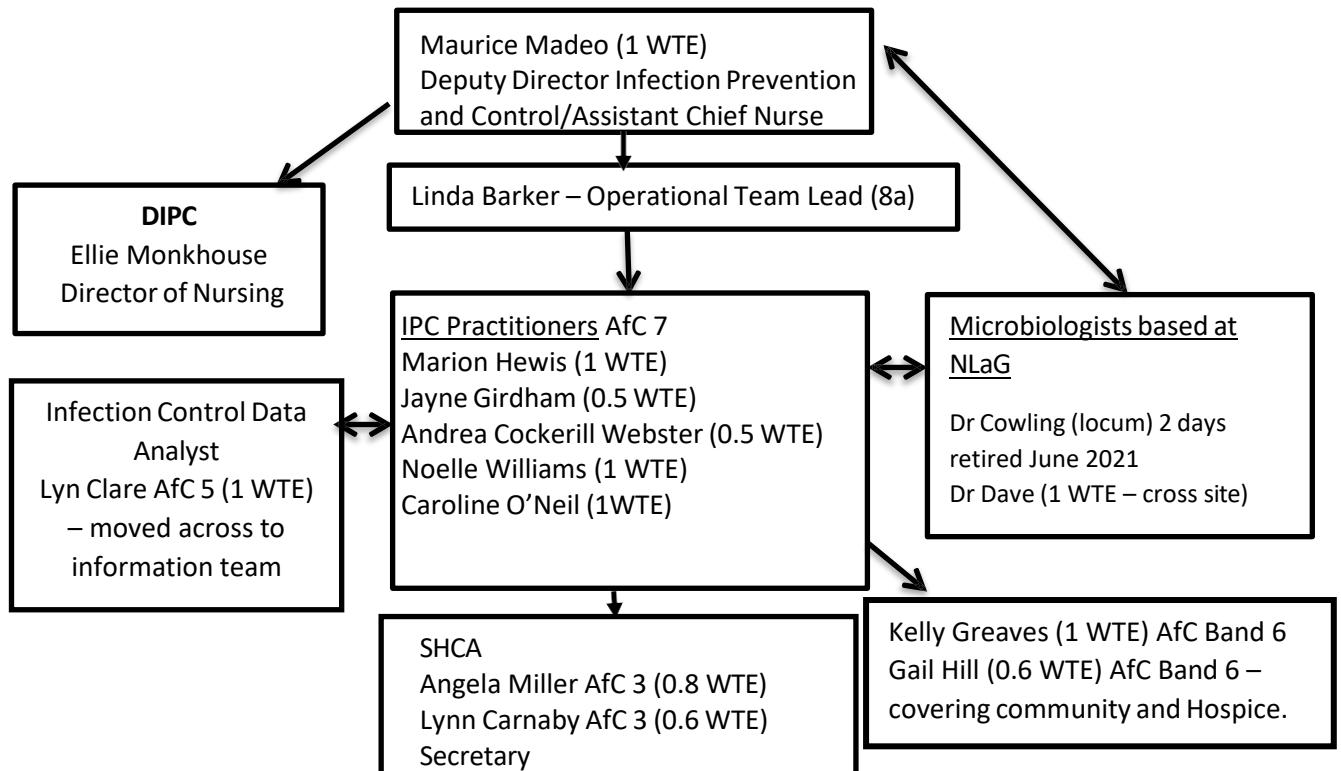 Maurice Madeo (1 WTE)
Deputy Director Infection Prevention
and Control/Assistant Chief Nurse
Linda Barker – Operational Team Lead (8a)
DIPC
Ellie Monkhouse
Director of Nursing
IPC Practitioners AfC 7
Marion Hewis (1 WTE)
Jayne Girdham (0.5 WTE)
Andrea Cockerill Webster (0.5 WTE)
Noelle Williams (1 WTE)
Caroline O’Neil (1WTE)
Microbiologists based at
NLaG
Dr Cowling (locum) 2 days
retired June 2021
Dr Dave (1 WTE – cross site)
Infection Control Data
Analyst
Lyn Clare AfC 5 (1 WTE)
– moved across to
information team
Kelly Greaves (1 WTE) AfC Band 6
Gail Hill (0.6 WTE) AfC Band 6 –
covering community and Hospice.
SHCA
Angela Miller AfC 3 (0.8 WTE)
Lynn Carnaby AfC 3 (0.6 WTE)
Secretary